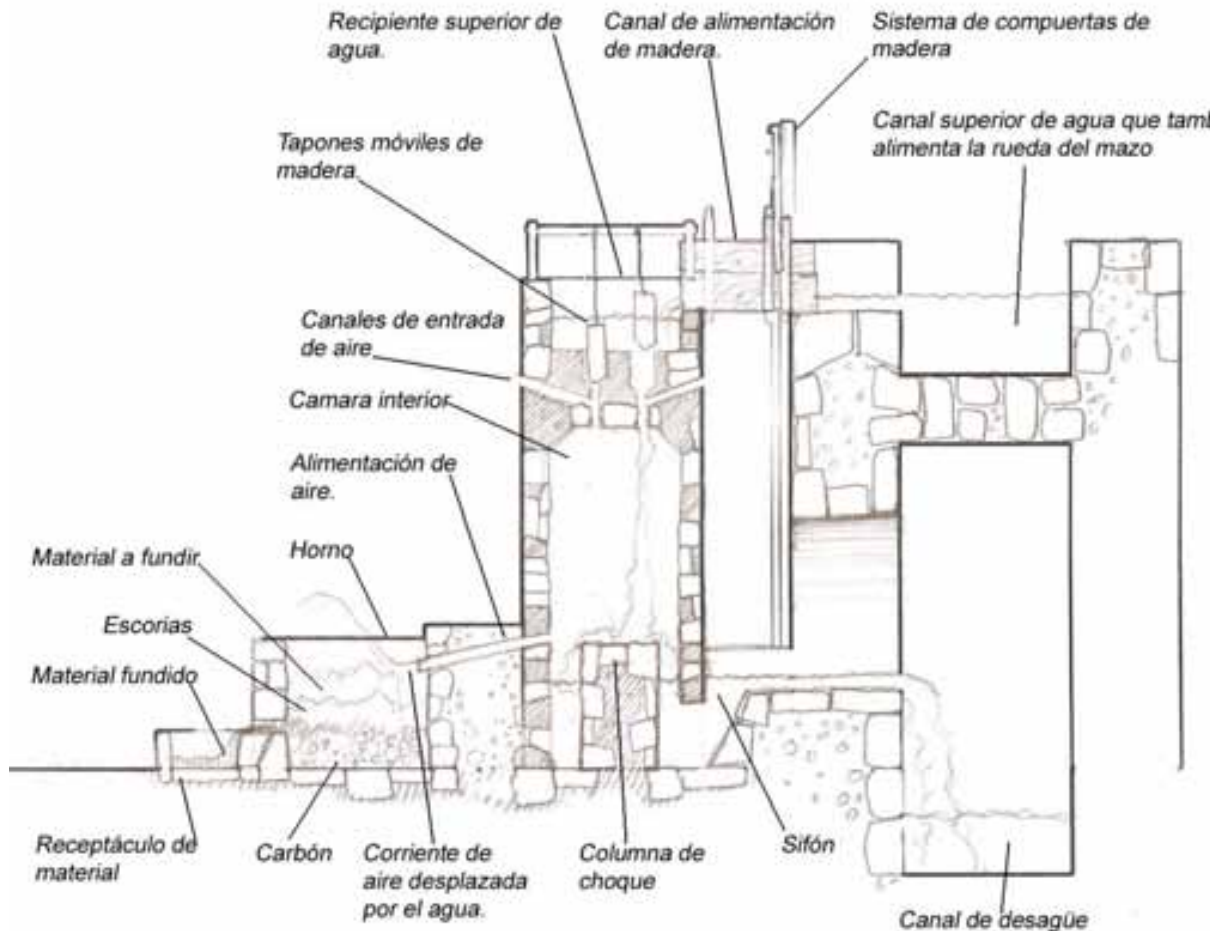 Recipiente superior de
agua.
Canal de alimentación
de madera.
Sistema de compuertas de
madera
Canal superior de agua que tamb
alimenta la rueda del mazo
Tapones móviles de
madera
Canales de entrada
de aire
Camara interior
Alimentación de
aire.
Material a fundir
Horno
Escorias
Material fundido
Receptáculo de
material
Carbón
Corriente de
aire desplazada
por el agua.
Columna de
choque
Sifón
Canal de desagüe